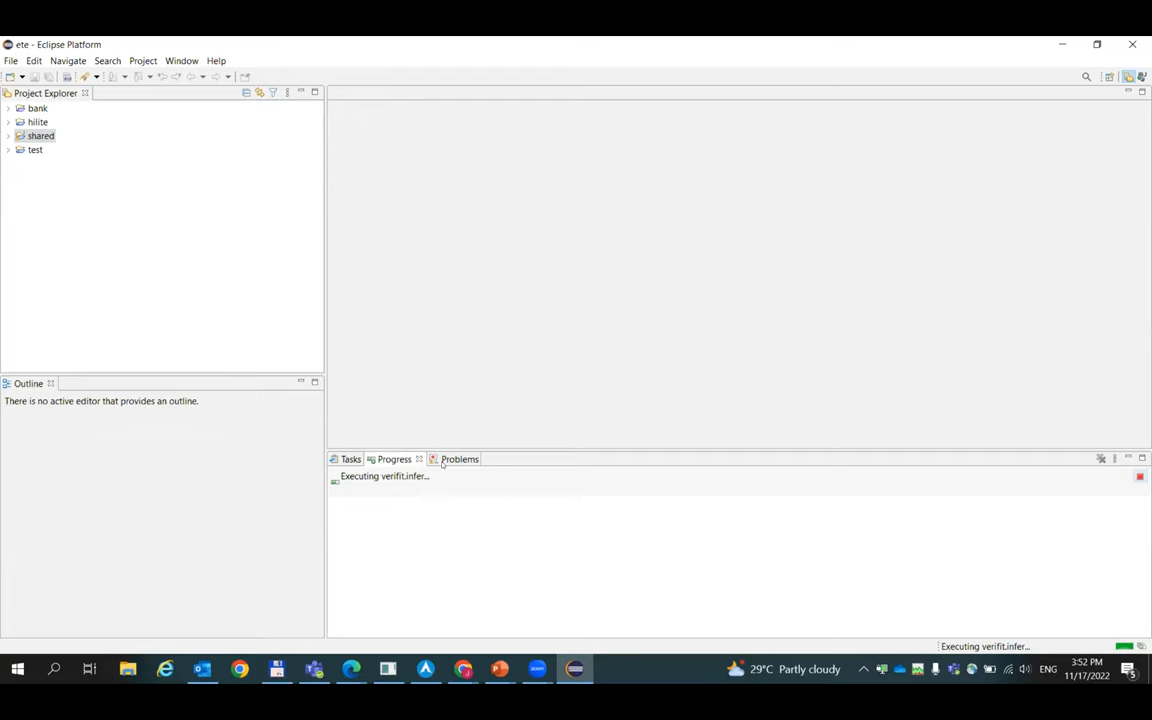 ete - Eclipse Platform
File Edit Navigate Search Project Window Help
Project Explorer
bank
hilite
shared
test
Outline
There is no active editor that provides an outline.
Tasks Progress Problems
Executing verifit.infer...
Executing verifit.infer...
29°C Partly cloudy
ENG
3:52 PM
11/17/2022
5